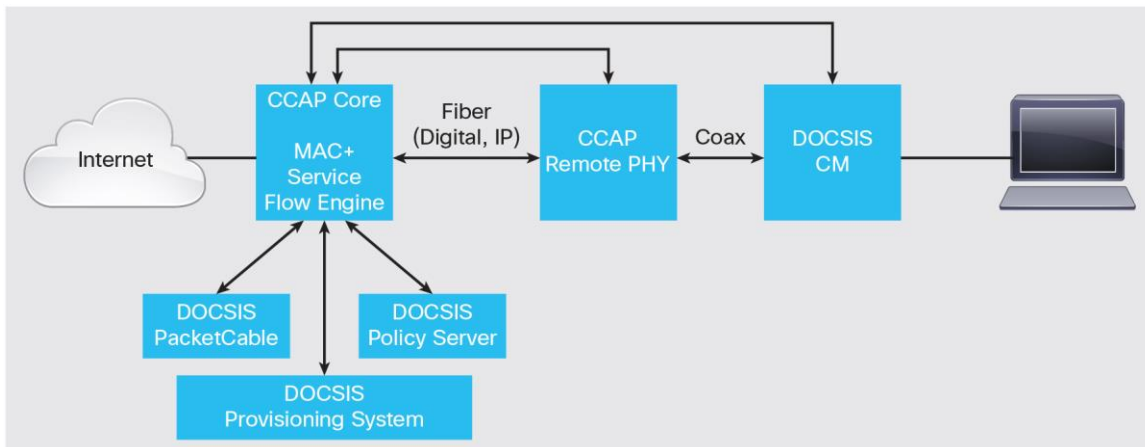 Internet
CCAP Core
MAC+
Service
Flow Engine
Fiber
(Digital, IP)
CCAP
Remote PHY
Coax
DOCSIS
CM
DOCSIS
PacketCable
DOCSIS
Policy Server
DOCSIS
Provisioning System